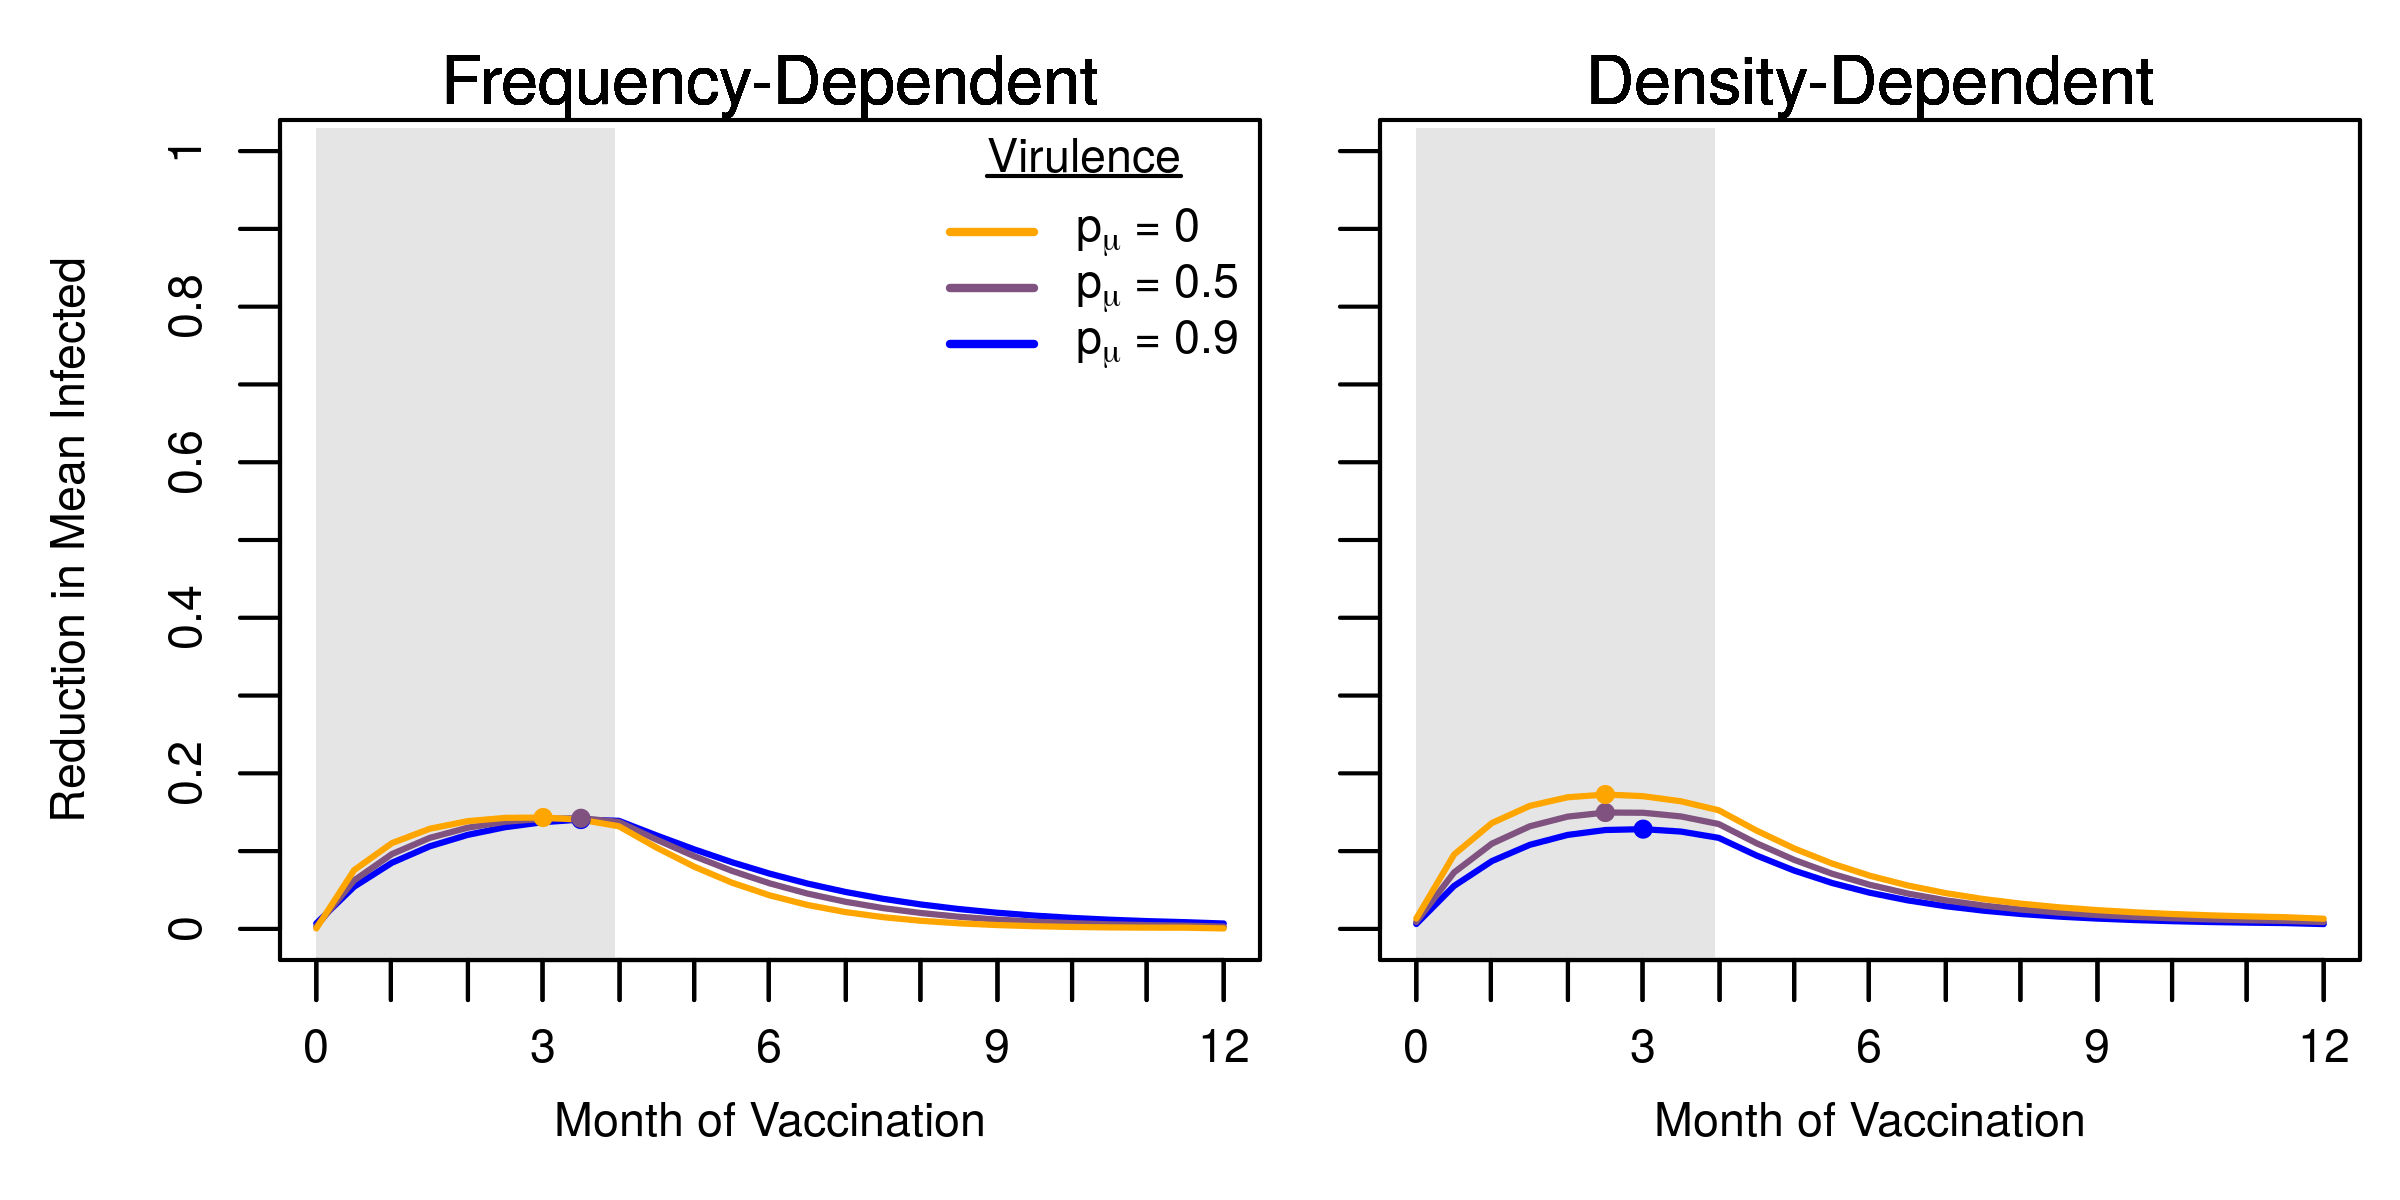 Frequency-Dependent
Virulence
pμ = 0
pμ = 0.5
pμ = 0.9
Reduction in Mean Infected
1
0.8
0.6
0.4
0.2
0
0 3 6 9 12
Month of Vaccination
Density-Dependent
0 3 6 9 12
Month of Vaccination